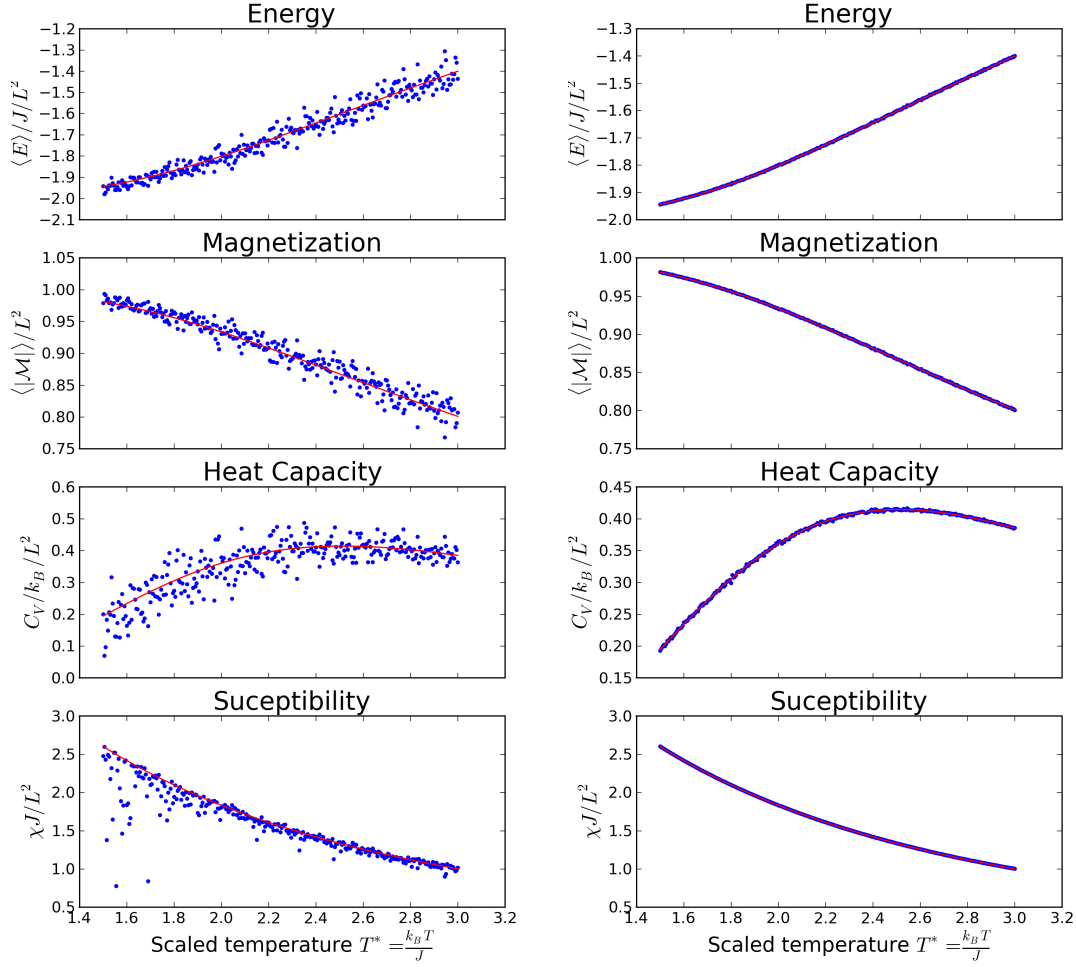 Energy
−1.2
−1.3
−1.4
−1.5
−1.6
−1.7
−1.8
−1.9
−2.0
−2.1
⟨E⟩/J/L²
Magnetization
1.05
1.00
0.95
0.90
0.85
0.80
0.75
⟨|ℳ|⟩/L²
Heat Capacity
0.6
0.5
0.4
0.3
0.2
0.1
0.0
C_V/k_B/L²
Suceptibility
3.0
2.5
2.0
1.5
1.0
0.5
χJ/L²
1.4 1.6 1.8 2.0 2.2 2.4 2.6 2.8 3.0 3.2
Scaled temperature T* = k_BT/J
Energy
−1.3
−1.4
−1.5
−1.6
−1.7
−1.8
−1.9
−2.0
⟨E⟩/J/L²
Magnetization
1.00
0.95
0.90
0.85
0.80
0.75
⟨|ℳ|⟩/L²
Heat Capacity
0.45
0.40
0.35
0.30
0.25
0.20
0.15
C_V/k_B/L²
Suceptibility
3.0
2.5
2.0
1.5
1.0
0.5
χJ/L²
1.4 1.6 1.8 2.0 2.2 2.4 2.6 2.8 3.0 3.2
Scaled temperature T* = k_BT/J